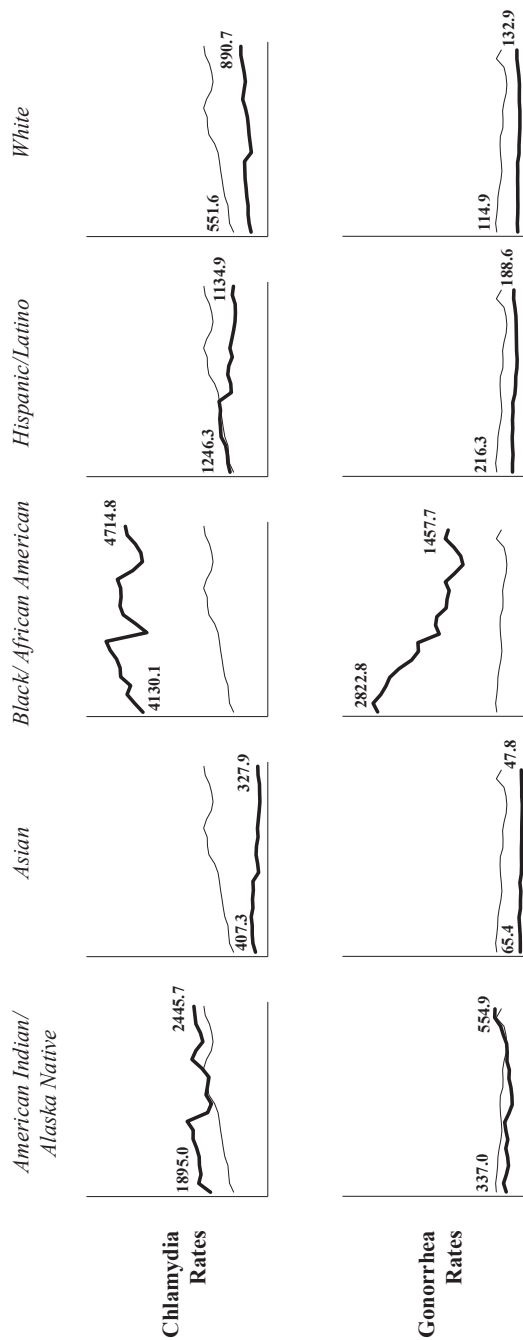 American Indian/
Alaska Native
Asian
Black/ African American
Hispanic/Latino
White
Chlamydia
Rates
1895.0
2445.7
407.3
327.9
4130.1
4714.8
1246.3
1134.9
551.6
890.7
Gonorrhea
Rates
337.0
554.9
65.4
47.8
2822.8
1457.7
216.3
188.6
114.9
132.9